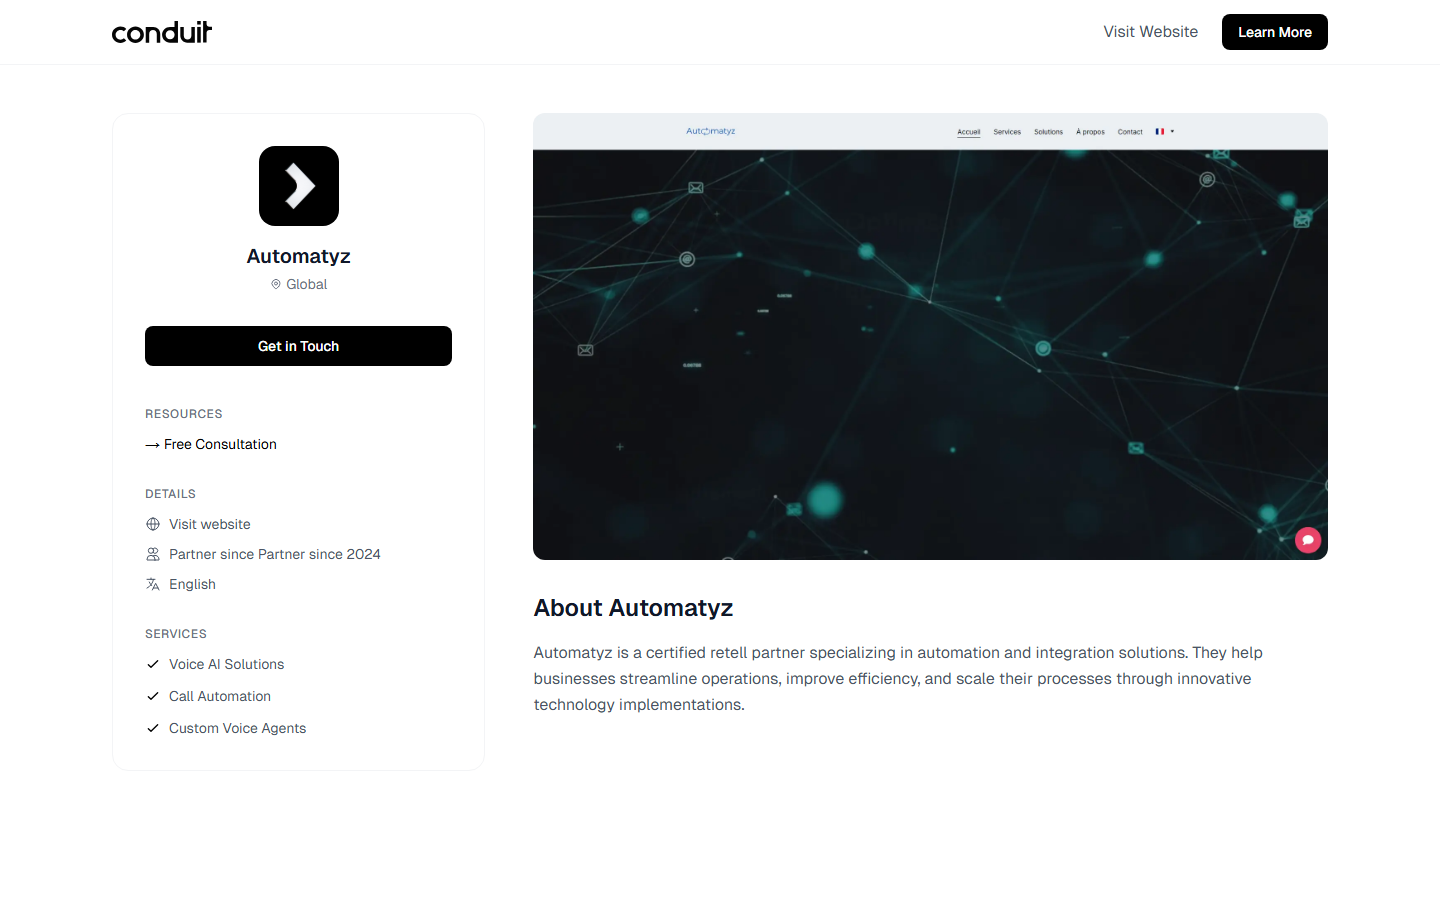 conduit
Visit Website
Learn More
Automatyz
Global
Get in Touch
RESOURCES
→ Free Consultation
DETAILS
Visit website
Partner since Partner since 2024
English
SERVICES
Voice AI Solutions
Call Automation
Custom Voice Agents
Automatyz
Accueil Services Solutions À propos Contact
About Automatyz
Automatyz is a certified retell partner specializing in automation and integration solutions. They help
businesses streamline operations, improve efficiency, and scale their processes through innovative
technology implementations.